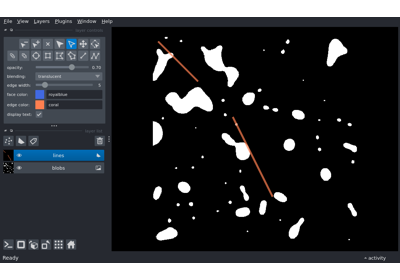 File View Layers Plugins Window Help
opacity: 0.70
blending: translucent
edge width: 5
face color: royalblue
edge color: coral
display text: ✓
lines
blobs
Ready
activity